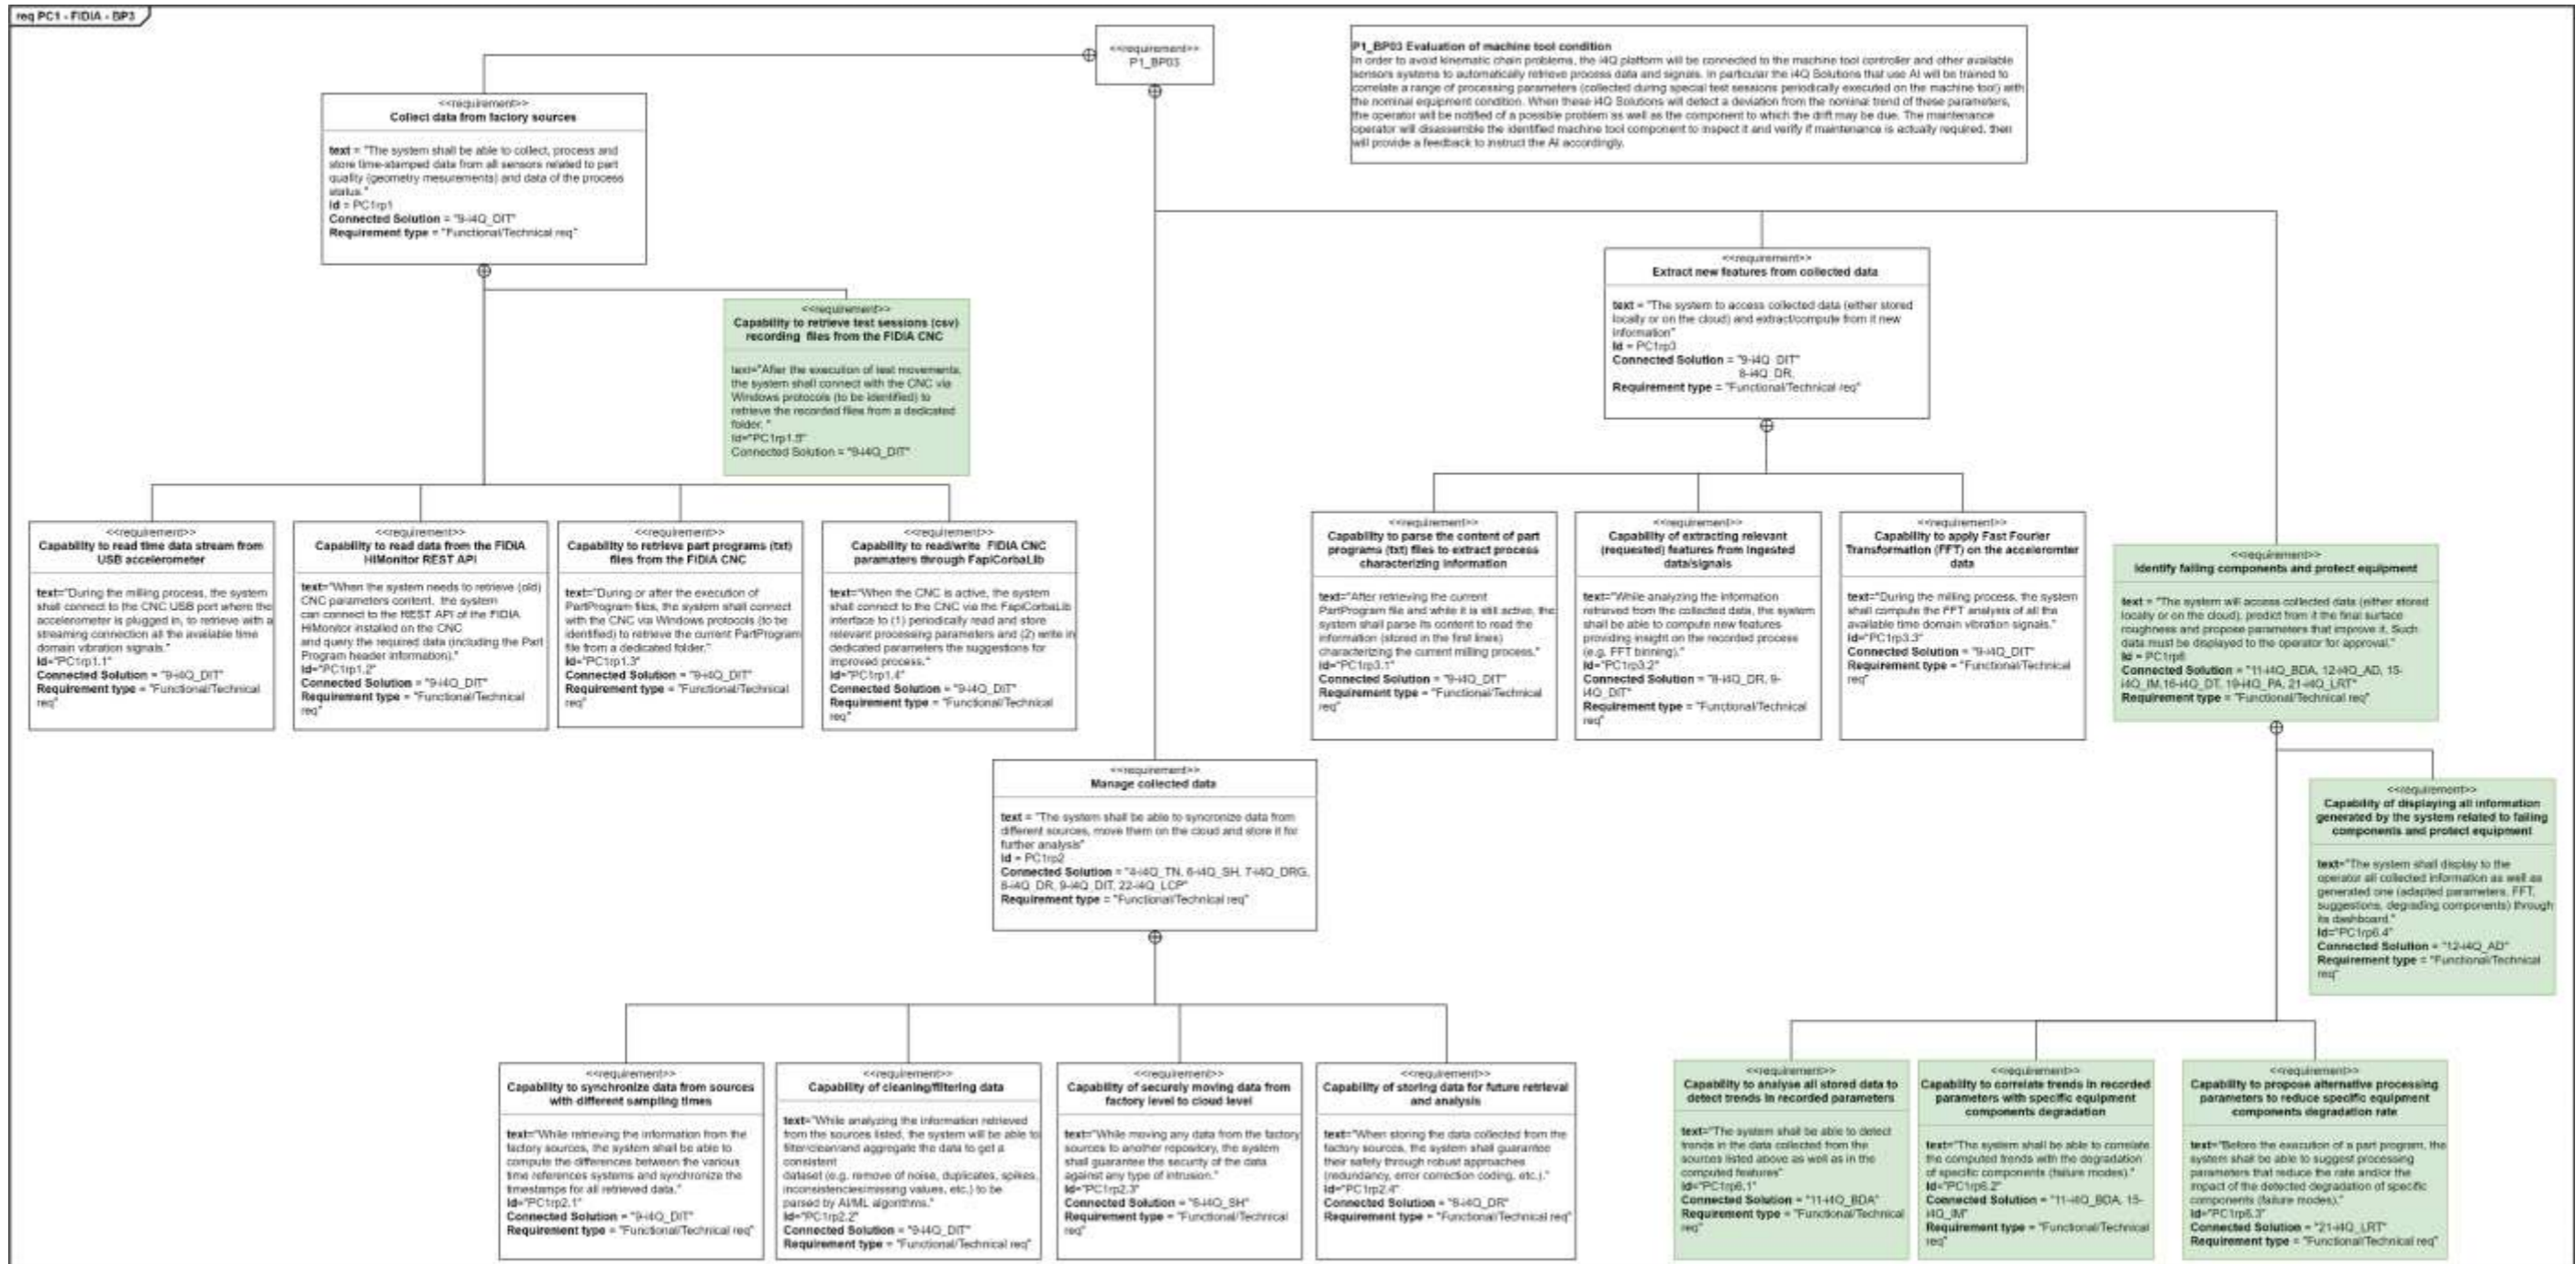 req PC1 - FIDIA - BP3
<<requirement>>
P1_BP03
P1_BP03 Evaluation of machine tool condition
In order to avoid kinematic chain problems, the i4Q platform will be connected to the machine tool controller and other available
sensors systems to automatically retrieve process data and signals. In particular the i4Q Solutions that use AI will be trained to
correlate a range of processing parameters (collected during special test sessions periodically executed on the machine tool) with
the nominal equipment condition. When these i4Q Solutions will detect a deviation from the nominal trend of these parameters,
the operator will be notified of a possible problem as well as the component to which the drift may be due. The maintenance
operator will disassemble the identified machine tool component to inspect it and verify if maintenance is actually required, then
will provide a feedback to instruct the AI accordingly.
<<requirement>>
Collect data from factory sources
text = "The system shall be able to collect, process and
store time-stamped data from all sensors related to part
quality (geometry mesurements) and data of the process
status."
Id = PC1rp1
Connected Solution = "9-i4Q_DIT"
Requirement type = "Functional/Technical req"
<<requirement>>
Capability to retrieve test sessions (csv)
recording files from the FIDIA CNC
text="After the execution of test movements,
the system shall connect with the CNC via
Windows protocols (to be identified) to
retrieve the recorded files from a dedicated
folder. "
Id="PC1rp1.5"
Connected Solution = "9-i4Q_DIT"
<<requirement>>
Extract new features from collected data
text = "The system to access collected data (either stored
locally or on the cloud) and extract/compute from it new
information"
Id = PC1rp3
Connected Solution = "9-i4Q_DIT"
8-i4Q_DR,
Requirement type = "Functional/Technical req"
<<requirement>>
Capability to read time data stream from
USB accelerometer
text="During the milling process, the system
shall connect to the CNC USB port where the
accelerometer is plugged in, to retrieve with a
streaming connection all the available time
domain vibration signals."
Id="PC1rp1.1"
Connected Solution = "9-i4Q_DIT"
Requirement type = "Functional/Technical
req"
<<requirement>>
Capability to read data from the FIDIA
HiMonitor REST API
text="When the system needs to retrieve (old)
CNC parameters content, the system
can connect to the REST API of the FIDIA
HiMonitor installed on the CNC
and query the required data (including the Part
Program header information)."
Id="PC1rp1.2"
Connected Solution = "9-i4Q_DIT"
Requirement type = "Functional/Technical
req"
<<requirement>>
Capability to retrieve part programs (txt)
files from the FIDIA CNC
text="During or after the execution of
PartProgram files, the system shall connect
with the CNC via Windows protocols (to be
identified) to retrieve the current PartProgram
file from a dedicated folder."
Id="PC1rp1.3"
Connected Solution = "9-i4Q_DIT"
Requirement type = "Functional/Technical
req"
<<requirement>>
Capability to read/write FIDIA CNC
paramaters through FapiCorbaLib
text="When the CNC is active, the system
shall connect to the CNC via the FapiCorbaLib
interface to (1) periodically read and store
relevant processing parameters and (2) write in
dedicated parameters the suggestions for
improved process."
Id="PC1rp1.4"
Connected Solution = "9-i4Q_DIT"
Requirement type = "Functional/Technical
req"
<<requirement>>
Capability to parse the content of part
programs (txt) files to extract process
characterizing information
text="After retrieving the current
PartProgram file and while it is still active, the
system shall parse its content to read the
information (stored in the first lines)
characterizing the current milling process."
Id="PC1rp3.1"
Connected Solution = "9-i4Q_DIT"
Requirement type = "Functional/Technical
req"
<<requirement>>
Capability of extracting relevant
(requested) features from ingested
data/signals
text="While analyzing the information
retrieved from the collected data, the system
shall be able to compute new features
providing insight on the recorded process
(e.g. FFT binning)."
Id="PC1rp3.2"
Connected Solution = "8-i4Q_DR, 9-
i4Q_DIT"
Requirement type = "Functional/Technical
req"
<<requirement>>
Capability to apply Fast Fourier
Transformation (FFT) on the acceleromter
data
text="During the milling process, the system
shall compute the FFT analysis of all the
available time domain vibration signals."
Id="PC1rp3.3"
Connected Solution = "9-i4Q_DIT"
Requirement type = "Functional/Technical
req"
<<requirement>>
Identify failing components and protect equipment
text = "The system will access collected data (either stored
locally or on the cloud), predict from it the final surface
roughness and propose parameters that improve it. Such
data must be displayed to the operator for approval."
Id = PC1rp6
Connected Solution = "11-i4Q_BDA, 12-i4Q_AD, 15-
i4Q_IM,16-i4Q_DT, 19-i4Q_PA, 21-i4Q_LRT"
Requirement type = "Functional/Technical req"
<<requirement>>
Manage collected data
text = "The system shall be able to syncronize data from
different sources, move them on the cloud and store it for
further analysis"
Id = PC1rp2
Connected Solution = "4-i4Q_TN, 6-i4Q_SH, 7-i4Q_DRG,
8-i4Q_DR, 9-i4Q_DIT, 22-i4Q_LCP"
Requirement type = "Functional/Technical req"
<<requirement>>
Capability of displaying all information
generated by the system related to failing
components and protect equipment
text="The system shall display to the
operator all collected information as well as
generated one (adapted parameters, FFT,
suggestions, degrading components) through
its dashboard."
Id="PC1rp6.4"
Connected Solution = "12-i4Q_AD"
Requirement type = "Functional/Technical
req"
<<requirement>>
Capability to synchronize data from sources
with different sampling times
text="While retrieving the information from the
factory sources, the system shall be able to
compute the differences between the various
time references systems and synchronize the
timestamps for all retrieved data."
Id="PC1rp2.1"
Connected Solution = "9-i4Q_DIT"
Requirement type = "Functional/Technical req"
<<requirement>>
Capability of cleaning/filtering data
text="While analyzing the information retrieved
from the sources listed, the system will be able to
filter/clean/and aggregate the data to get a
consistent
dataset (e.g. remove of noise, duplicates, spikes,
inconsistencies/missing values, etc.) to be
parsed by AI/ML algorithms."
Id="PC1rp2.2"
Connected Solution = "9-i4Q_DIT"
Requirement type = "Functional/Technical req"
<<requirement>>
Capability of securely moving data from
factory level to cloud level
text="While moving any data from the factory
sources to another repository, the system
shall guarantee the security of the data
against any type of intrusion."
Id="PC1rp2.3"
Connected Solution = "6-i4Q_SH"
Requirement type = "Functional/Technical
req"
<<requirement>>
Capability of storing data for future retrieval
and analysis
text="When storing the data collected from the
factory sources, the system shall guarantee
their safety through robust approaches
(redundancy, error correction coding, etc.)."
Id="PC1rp2.4"
Connected Solution = "8-i4Q_DR"
Requirement type = "Functional/Technical req"
<<requirement>>
Capability to analyse all stored data to
detect trends in recorded parameters
text="The system shall be able to detect
trends in the data collected from the
sources listed above as well as in the
computed features"
Id="PC1rp6.1"
Connected Solution = "11-i4Q_BDA"
Requirement type = "Functional/Technical
req"
<<requirement>>
Capability to correlate trends in recorded
parameters with specific equipment
components degradation
text="The system shall be able to correlate
the computed trends with the degradation
of specific components (failure modes)."
Id="PC1rp6.2"
Connected Solution = "11-i4Q_BDA, 15-
i4Q_IM"
Requirement type = "Functional/Technical
req"
<<requirement>>
Capability to propose alternative processing
parameters to reduce specific equipment
components degradation rate
text="Before the execution of a part program, the
system shall be able to suggest processing
parameters that reduce the rate and/or the
impact of the detected degradation of specific
components (failure modes)."
Id="PC1rp6.3"
Connected Solution = "21-i4Q_LRT"
Requirement type = "Functional/Technical req"